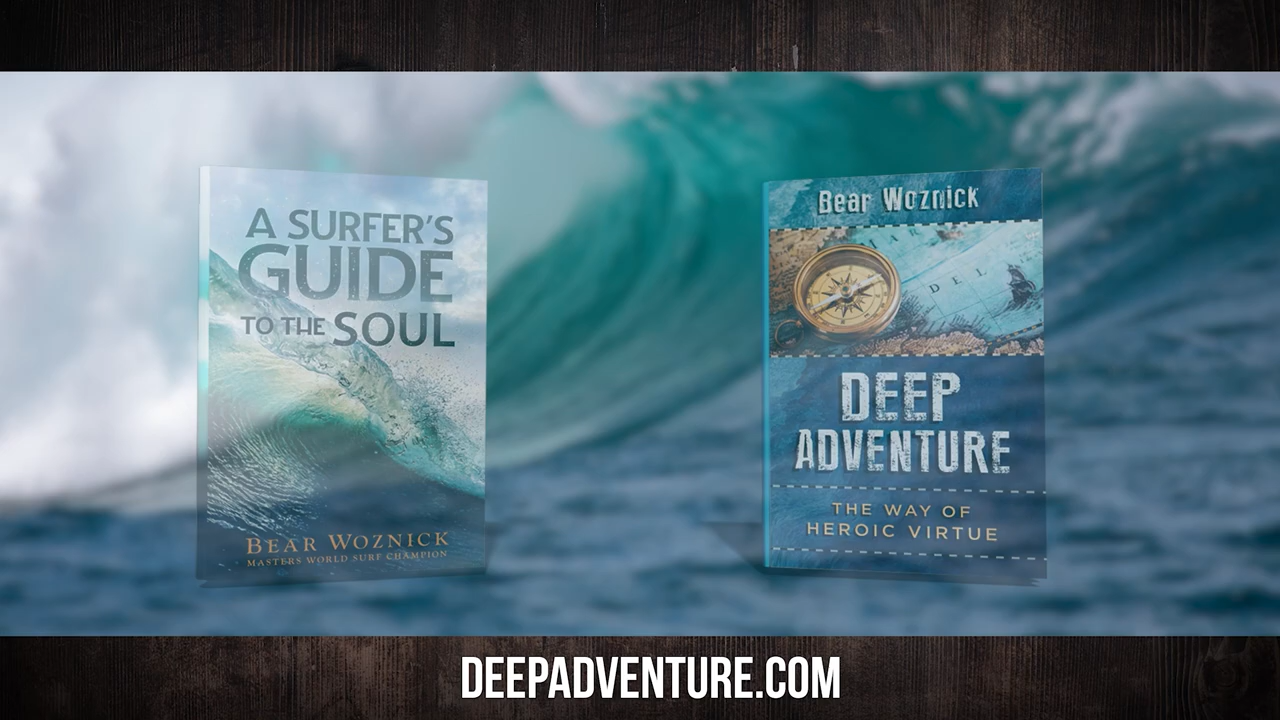 A SURFER'S
GUIDE
TO THE SOUL
BEAR WOZNICK
MASTERS WORLD SURF CHAMPION
Bear Woznick
DEL
DEEP
ADVENTURE
THE WAY OF
HEROIC VIRTUE
DEEPADVENTURE.COM